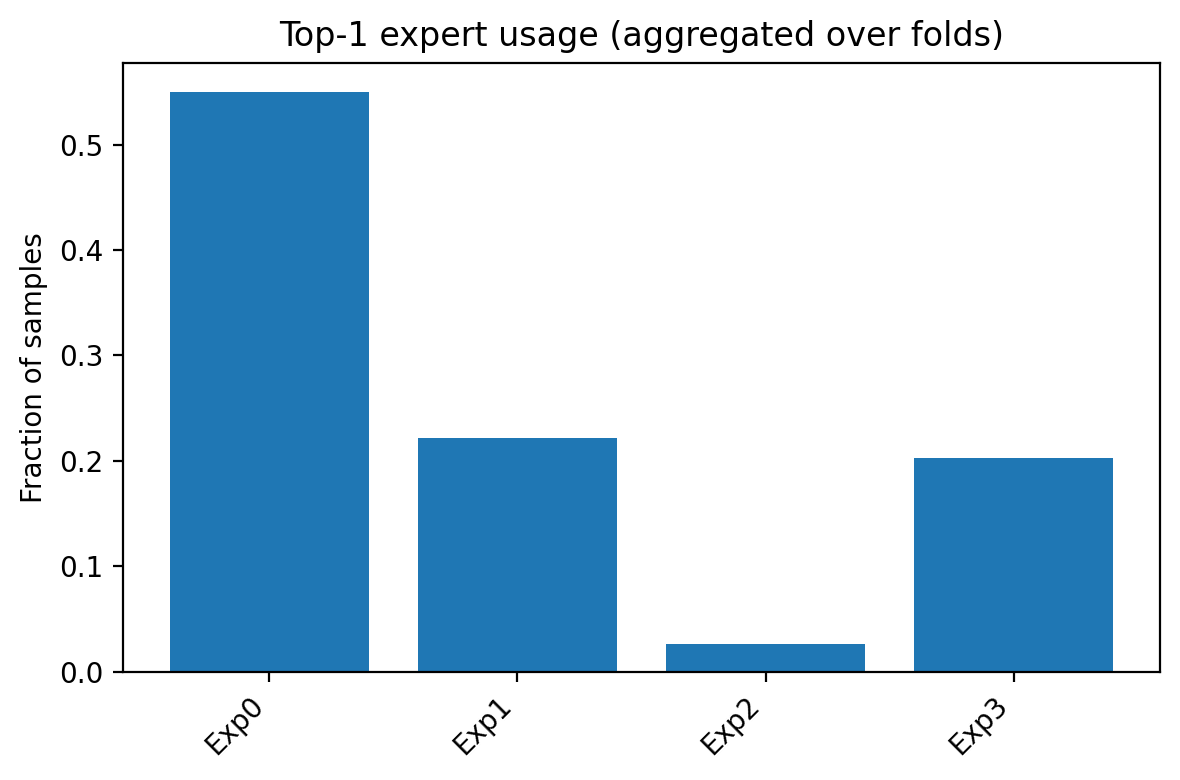 Top-1 expert usage (aggregated over folds)
Fraction of samples
0.5
0.4
0.3
0.2
0.1
0.0
Exp0
Exp1
Exp2
Exp3